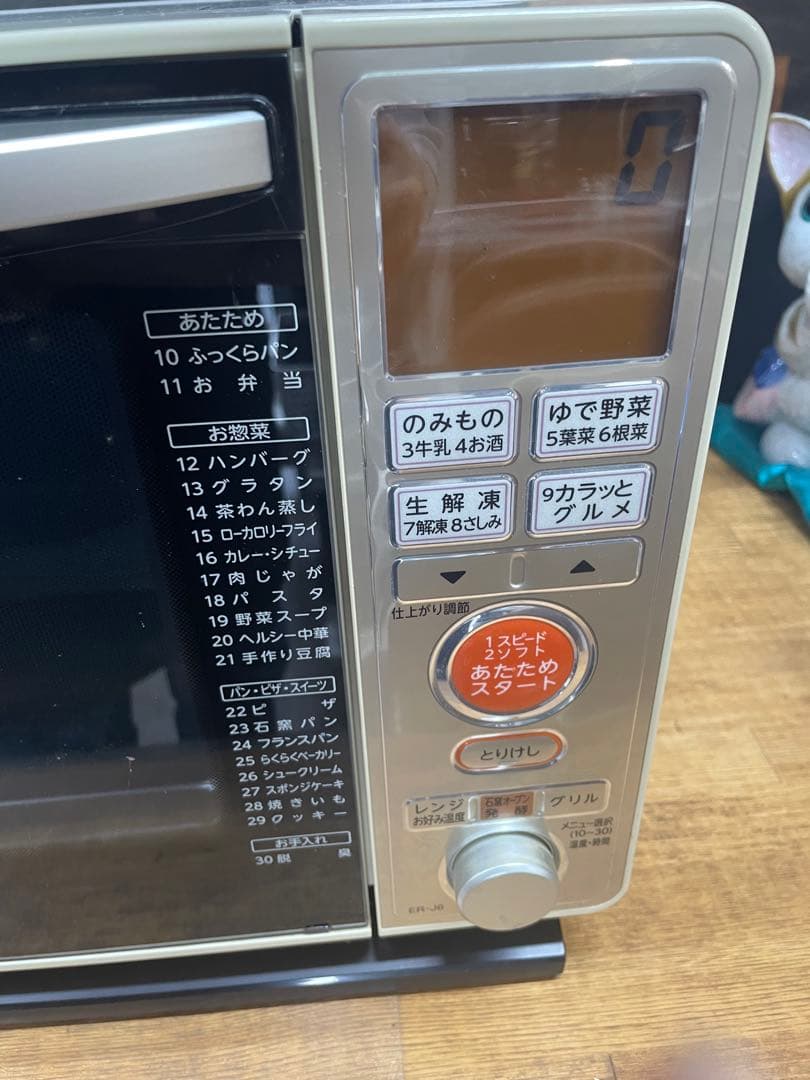 あたため
10 ふっくらパン
11 お弁当
お惣菜
12 ハンバーグ
13 グラタン
14 茶わん蒸し
15 ローカロリーフライ
16 カレー・シチュー
17 肉じゃが
18 パスタ
19 野菜スープ
20 ヘルシー中華
21 手作り豆腐
パン・ピザ・スイーツ
22 ピザ
23 石窯パン
24 フランスパン
25 らくらくベーカリー
26 シュークリーム
27 スポンジケーキ
28 焼きいも
29 クッキー
お手入れ
30 脱臭
0
のみもの
3牛乳 4お酒
ゆで野菜
5葉菜 6根菜
生解凍
7解凍 8さしみ
9カラッと
グルメ
▼ ▲
仕上がり調節
1スピード
2ソフト
あたため
スタート
とりけし
レンジ
お好み温度
石窯オーブン
発酵
グリル
メニュー選択
(10~30)
温度・時間
ER-J6